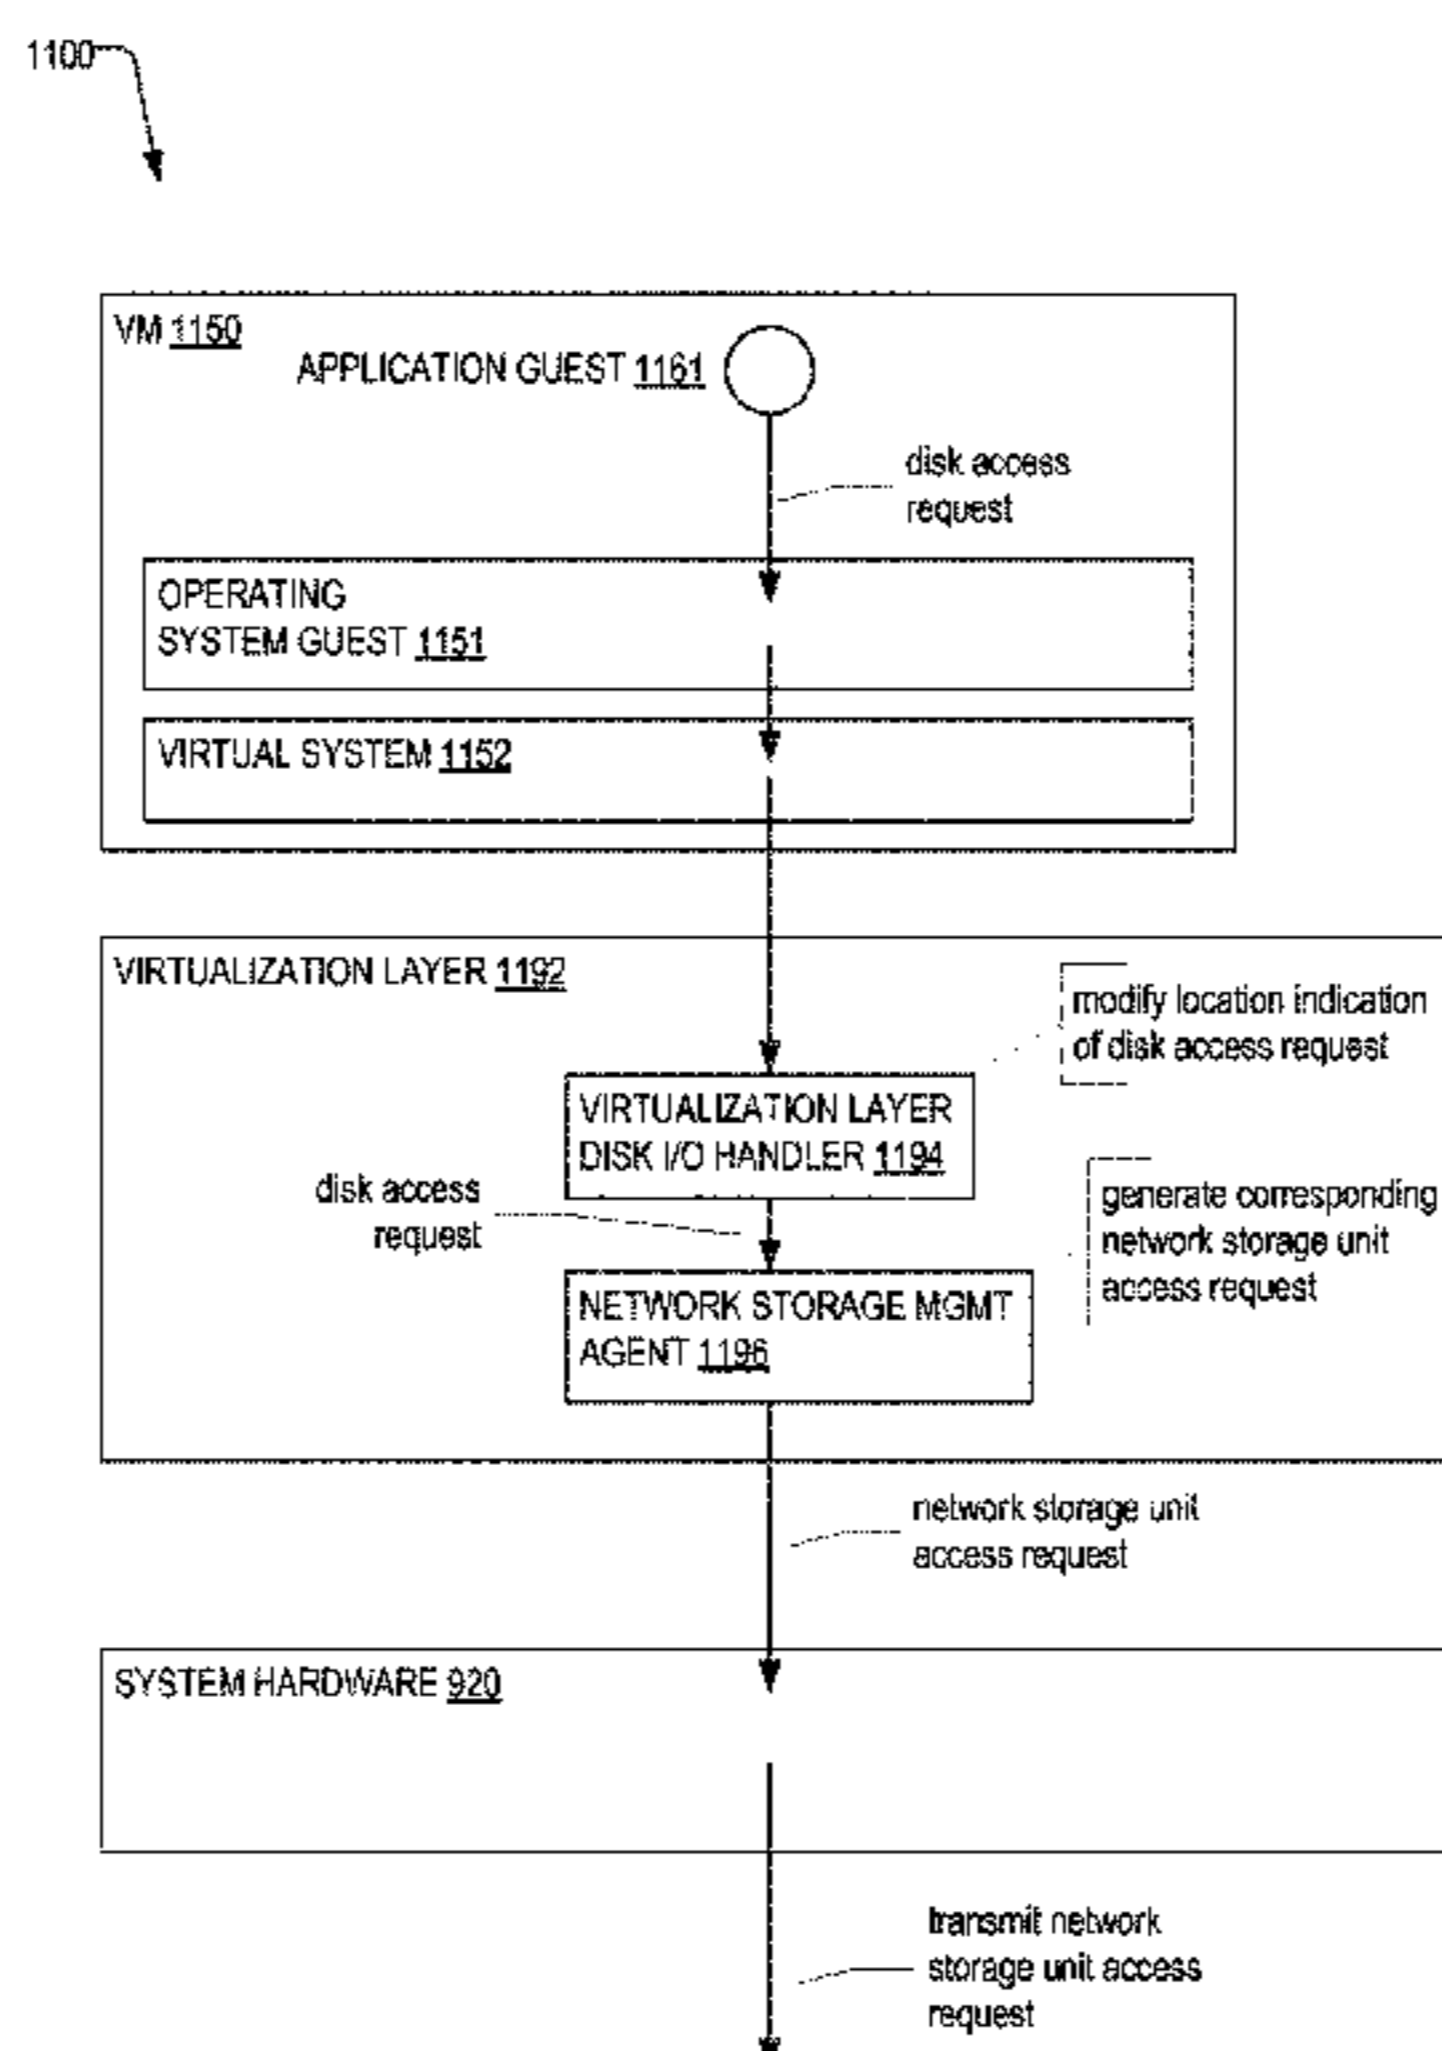 1100
VM 1150
APPLICATION GUEST 1161
disk access
request
OPERATING
SYSTEM GUEST 1151
VIRTUAL SYSTEM 1152
VIRTUALIZATION LAYER 1192
modify location indication
of disk access request
VIRTUALIZATION LAYER
DISK I/O HANDLER 1194
disk access
request
generate corresponding
network storage unit
access request
NETWORK STORAGE MGMT
AGENT 1196
network storage unit
access request
SYSTEM HARDWARE 920
transmit network
storage unit access
request